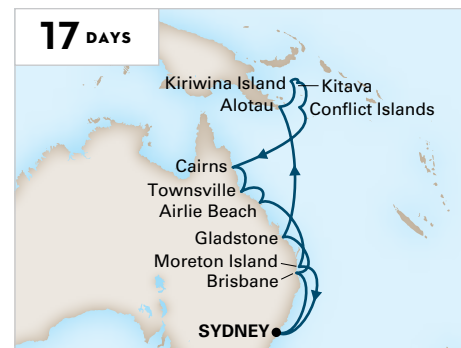 17 DAYS
Kiriwina Island
Kitava
Alotau
Conflict Islands
Cairns
Townsville
Airlie Beach
Gladstone
Moreton Island
Brisbane
SYDNEY